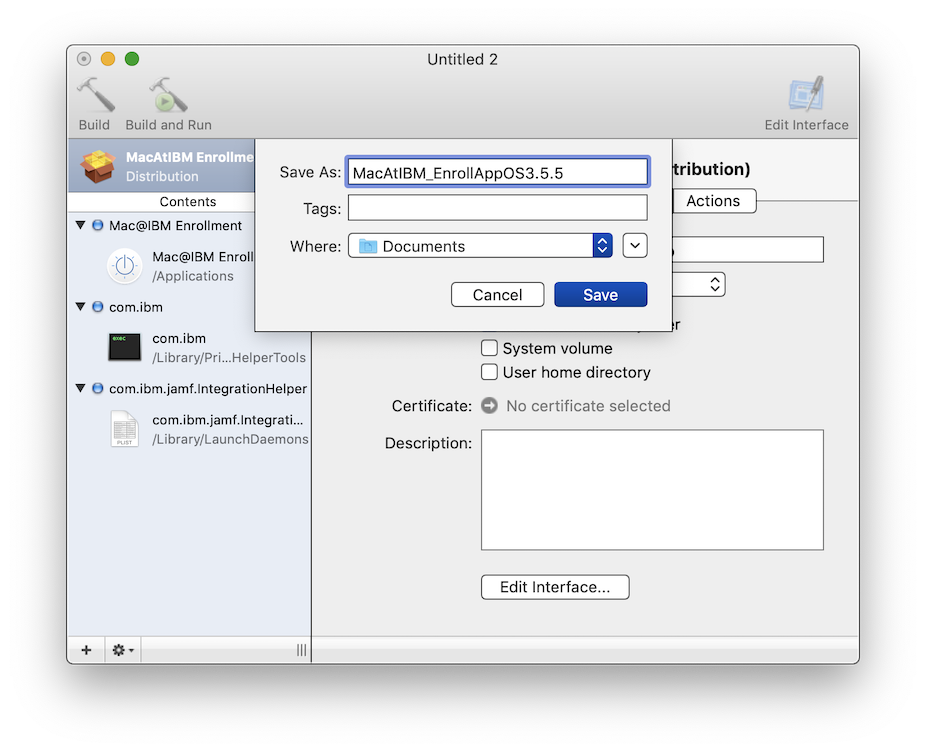 Untitled 2
Build
Build and Run
Edit Interface
MacAtIBM Enrollme
Distribution
Contents
Mac@IBM Enrollment
Mac@IBM Enroll
/Applications
com.ibm
exec
com.ibm
/Library/Pri...HelperTools
com.ibm.jamf.IntegrationHelper
com.ibm.jamf.Integrati...
/Library/LaunchDaemons
PLIST
Save As: MacAtIBM_EnrollAppOS3.5.5
Tags:
Where: Documents
Cancel
Save
tribution)
Actions
System volume
User home directory
Certificate: No certificate selected
Description:
Edit Interface...